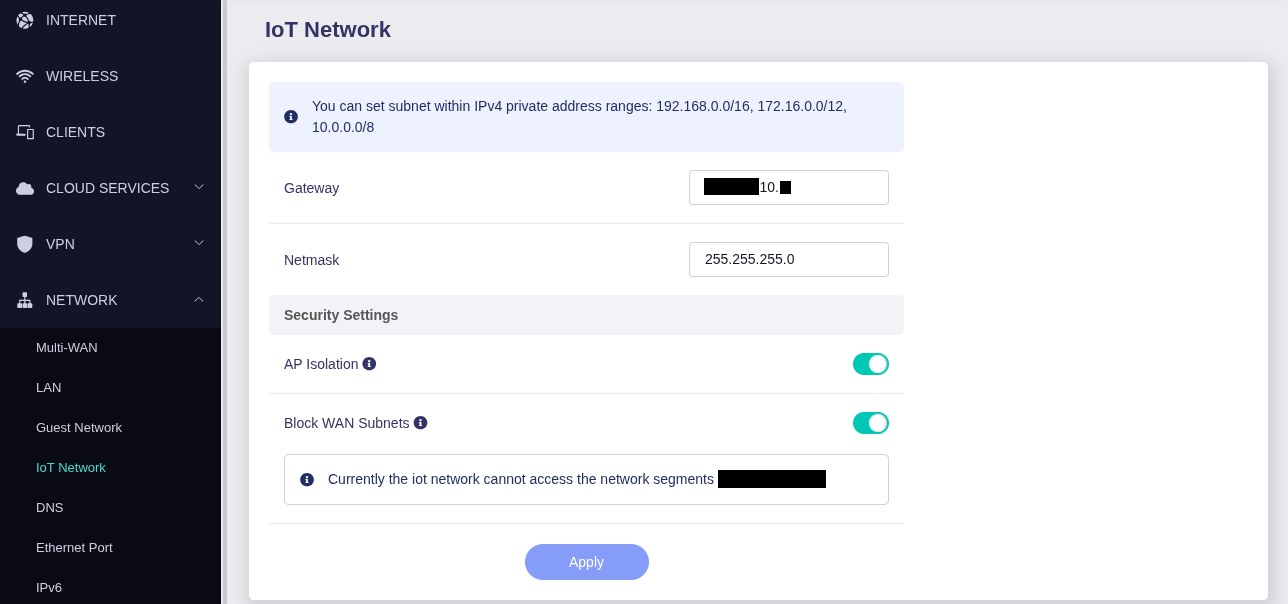 INTERNET
WIRELESS
CLIENTS
CLOUD SERVICES
VPN
NETWORK
Multi-WAN
LAN
Guest Network
IoT Network
DNS
Ethernet Port
IPv6
IoT Network
You can set subnet within IPv4 private address ranges: 192.168.0.0/16, 172.16.0.0/12,
10.0.0.0/8
Gateway
10.
Netmask
255.255.255.0
Security Settings
AP Isolation
Block WAN Subnets
Currently the iot network cannot access the network segments
Apply